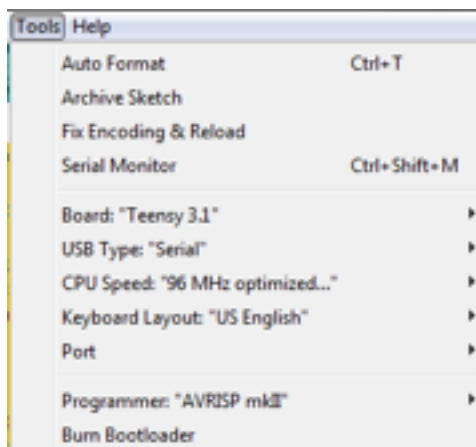 Tools Help
Auto Format Ctrl+T
Archive Sketch
Fix Encoding & Reload
Serial Monitor Ctrl+Shift+M
Board: "Teensy 3.1"
USB Type: "Serial"
CPU Speed: "96 MHz optimized..."
Keyboard Layout: "US English"
Port
Programmer: "AVRISP mkII"
Burn Bootloader